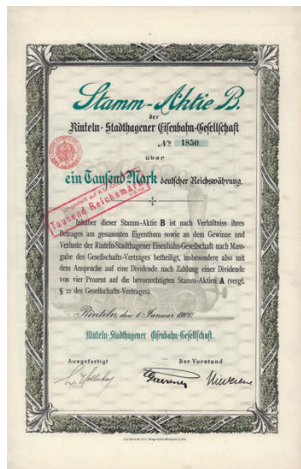 Stamm-Aktie B.
der
Rinteln-Stadthagener Eisenbahn-Gesellschaft
No 1850
über
ein Tausend Mark deutscher Reichswährung.
Tausend Reichsmark
Inhaber dieser Stamm-Aktie B ist nach Verhältniss ihres
Betrages am gesammten Eigenthum sowie an dem Gewinne und
Verluste der Rinteln-Stadthagener Eisenbahn-Gesellschaft nach Mass-
gabe des Gesellschafts-Vertrages betheiligt, insbesondere also mit
dem Anspruche auf eine Dividende nach Zahlung einer Dividende
von vier Prozent auf die bevorrechtigten Stamm-Aktien A (vergl.
§ 22 des Gesellschafts-Vertrages).
Rinteln, den 1. Januar 1900.
Rinteln-Stadthagener Eisenbahn-Gesellschaft.
Ausgefertigt Der Vorstand